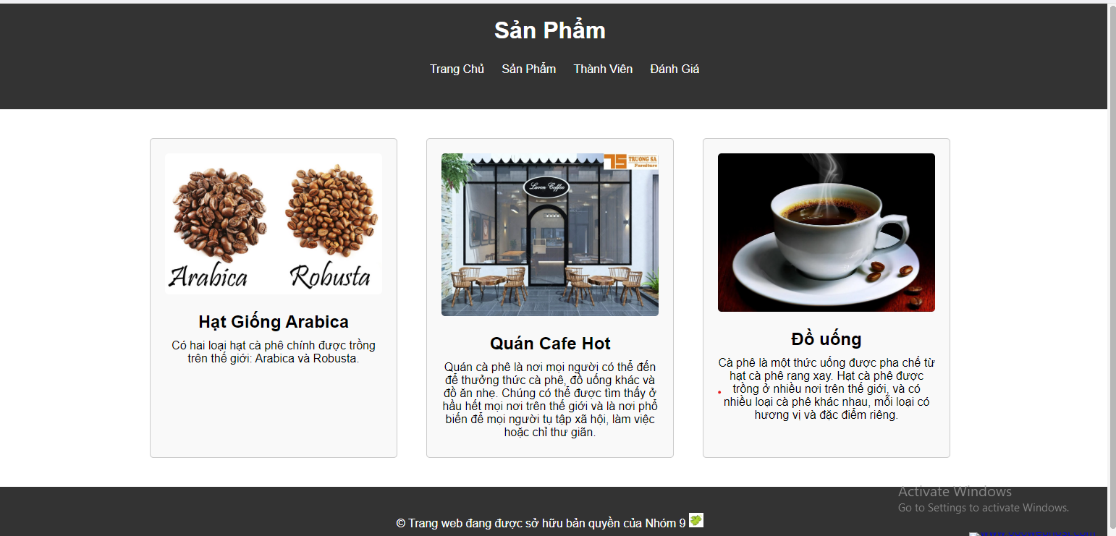 Sản Phẩm
Trang Chủ Sản Phẩm Thành Viên Đánh Giá
Arabica Robusta
Hạt Giống Arabica
Có hai loại hạt cà phê chính được trồng
trên thế giới: Arabica và Robusta.
TRUONG SA
Furniture
Quán Cafe Hot
Quán cà phê là nơi mọi người có thể đến
để thưởng thức cà phê, đồ uống khác và
đồ ăn nhẹ. Chúng có thể được tìm thấy ở
hầu hết mọi nơi trên thế giới và là nơi phổ
biến để mọi người tụ tập xã hội, làm việc
hoặc chỉ thư giãn.
Đồ uống
Cà phê là một thức uống được pha chế từ
hạt cà phê rang xay. Hạt cà phê được
trồng ở nhiều nơi trên thế giới, và có
nhiều loại cà phê khác nhau, mỗi loại có
hương vị và đặc điểm riêng.
Activate Windows
Go to Settings to activate Windows.
© Trang web đang được sở hữu bản quyền của Nhóm 9